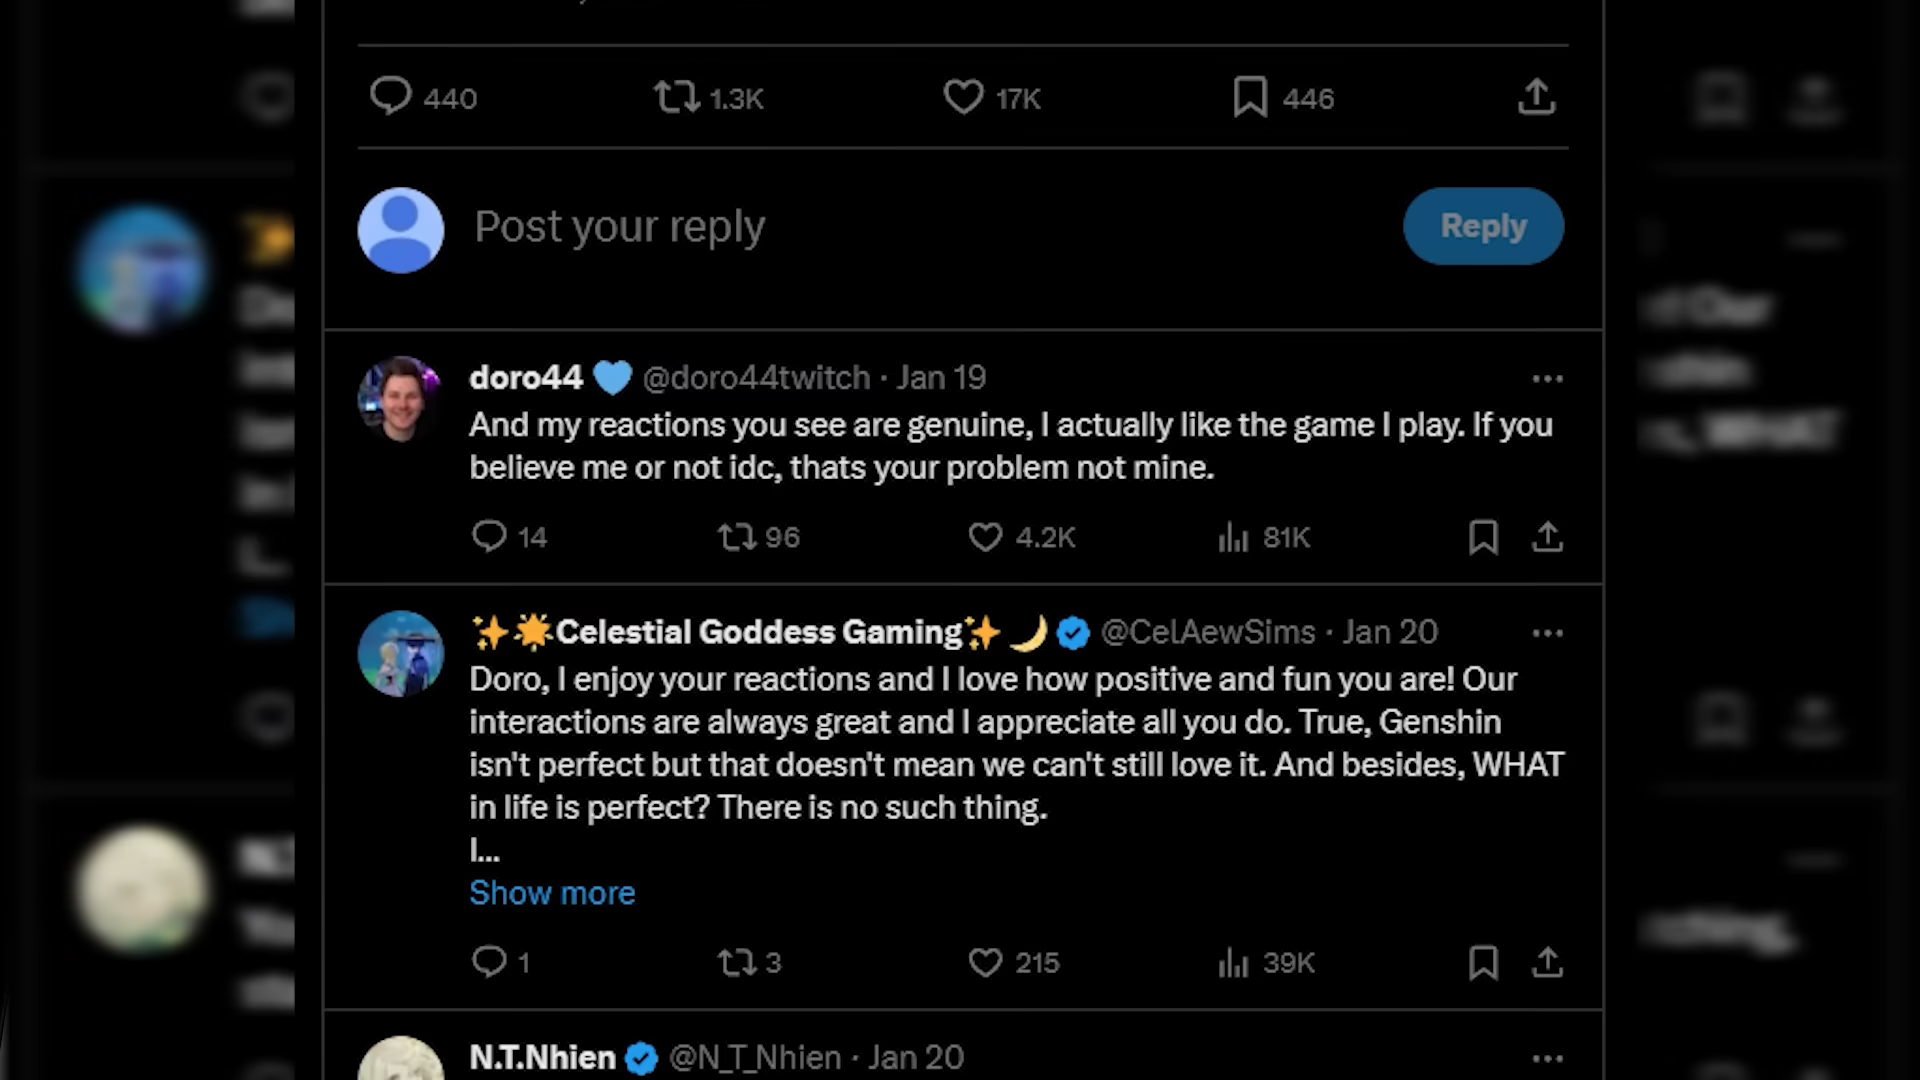 440 1.3K 17K 446
Post your reply
Reply
doro44 💙 @doro44twitch · Jan 19
And my reactions you see are genuine, I actually like the game I play. If you
believe me or not idc, thats your problem not mine.
14 96 4.2K 81K
✨🌟Celestial Goddess Gaming✨🌙 @CelAewSims · Jan 20
Doro, I enjoy your reactions and I love how positive and fun you are! Our
interactions are always great and I appreciate all you do. True, Genshin
isn't perfect but that doesn't mean we can't still love it. And besides, WHAT
in life is perfect? There is no such thing.
I...
Show more
1 3 215 39K
N.T.Nhien @N_T_Nhien · Jan 20